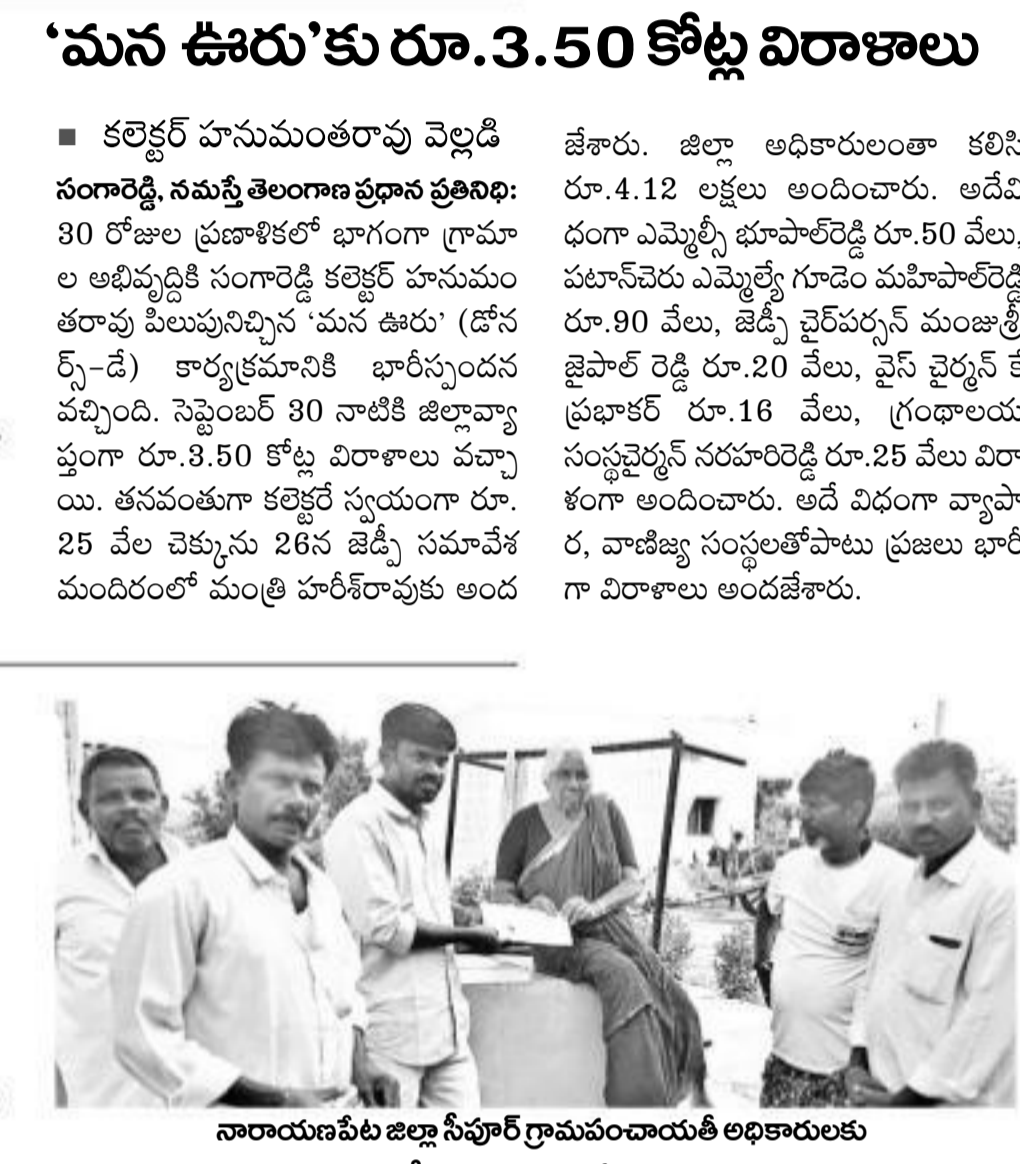 ‘మన ఊరు’కు రూ.3.50 కోట్ల విరాళాలు
■ కలెక్టర్ హనుమంతరావు వెల్లడి
సంగారెడ్డి, నమస్తే తెలంగాణ ప్రధాన ప్రతినిధి:
30 రోజుల ప్రణాళికలో భాగంగా గ్రామా
ల అభివృద్ధికి సంగారెడ్డి కలెక్టర్ హనుమం
తరావు పిలుపునిచ్చిన ‘మన ఊరు’ (డోన
ర్స్-డే) కార్యక్రమానికి భారీస్పందన
వచ్చింది. సెప్టెంబర్ 30 నాటికి జిల్లావ్యా
ప్తంగా రూ.3.50 కోట్ల విరాళాలు వచ్చా
యి. తనవంతుగా కలెక్టరే స్వయంగా రూ.
25 వేల చెక్కును 26న జెడ్పీ సమావేశ
మందిరంలో మంత్రి హరీశ్‌రావుకు అంద
జేశారు. జిల్లా అధికారులంతా కలిసి
రూ.4.12 లక్షలు అందించారు. అదేవి
ధంగా ఎమ్మెల్సీ భూపాల్‌రెడ్డి రూ.50 వేలు,
పటాన్‌చెరు ఎమ్మెల్యే గూడెం మహిపాల్‌రెడ్డి
రూ.90 వేలు, జెడ్పీ చైర్‌పర్సన్ మంజుశ్రీ
జైపాల్ రెడ్డి రూ.20 వేలు, వైస్ చైర్మన్ కే
ప్రభాకర్ రూ.16 వేలు, గ్రంథాలయ
సంస్థచైర్మన్ నరహరిరెడ్డి రూ.25 వేలు విరా
ళంగా అందించారు. అదే విధంగా వ్యాపా
ర, వాణిజ్య సంస్థలతోపాటు ప్రజలు భారీ
గా విరాళాలు అందజేశారు.
నారాయణపేట జిల్లా సీపూర్ గ్రామపంచాయతీ అధికారులకు